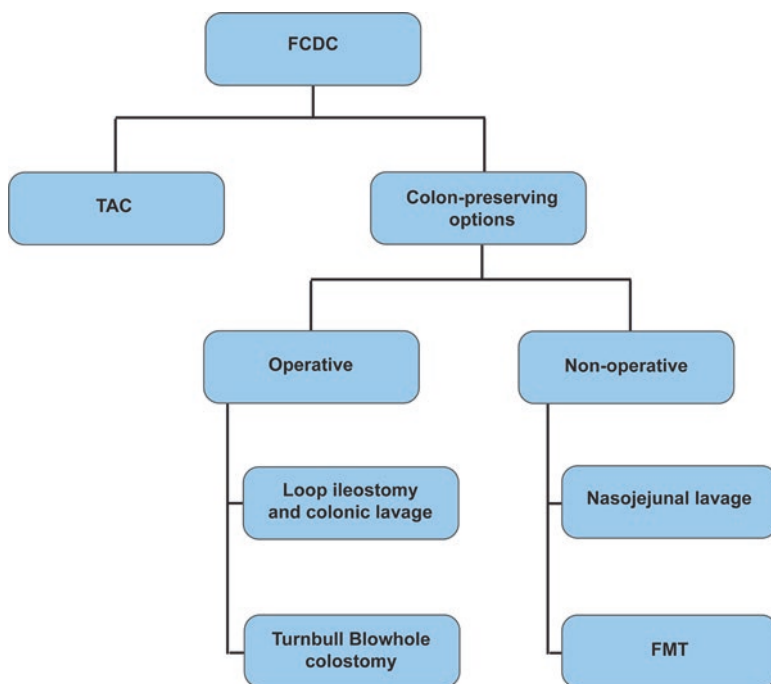 FCDC
TAC
Colon-preserving
options
Operative
Non-operative
Loop ileostomy
and colonic lavage
Nasojejunal lavage
Turnbull Blowhole
colostomy
FMT